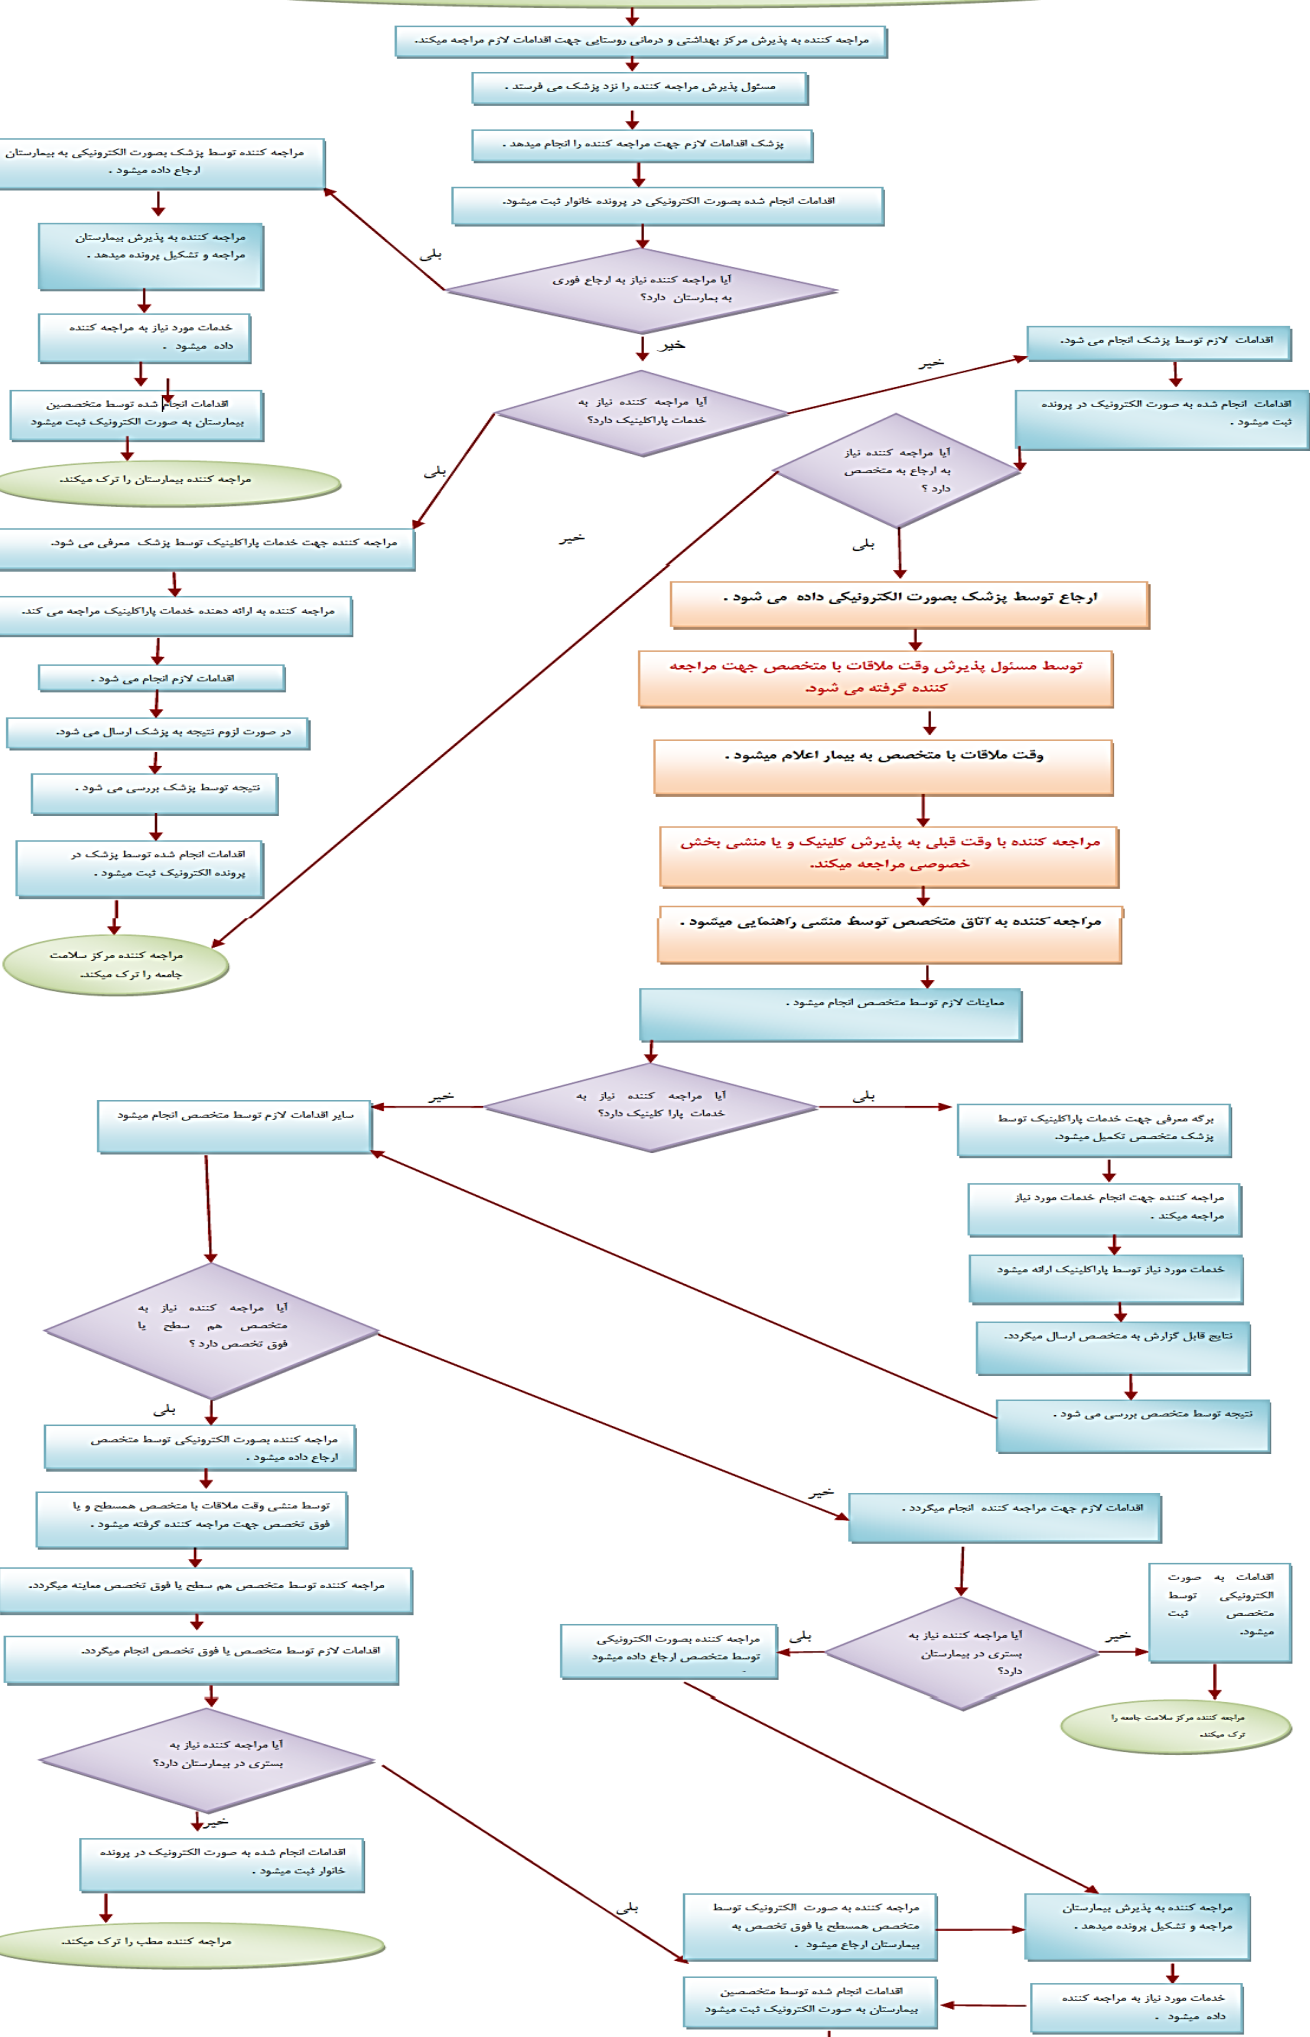 مراجعه کننده به پذیرش مرکز بهداشتی و درمانی روستایی جهت اقدامات لازم مراجعه میکند.
مسئول پذیرش مراجعه کننده را نزد پزشک می فرستد .
پزشک اقدامات لازم جهت مراجعه کننده را انجام میدهد .
اقدامات انجام شده بصورت الکترونیکی در پرونده خانوار ثبت میشود.
آیا مراجعه کننده نیاز به ارجاع فوری
به بمارستان دارد؟
بلی
مراجعه کننده توسط پزشک بصورت الکترونیکی به بیمارستان
ارجاع داده میشود .
مراجعه کننده به پذیرش بیمارستان
مراجعه و تشکیل پرونده میدهد .
خدمات مورد نیاز به مراجعه کننده
داده میشود .
اقدامات انجام شده توسط متخصصین
بیمارستان به صورت الکترونیک ثبت میشود
مراجعه کننده بیمارستان را ترک میکند.
خیر
آیا مراجعه کننده نیاز به
خدمات پاراکلینیک دارد؟
خیر
اقدامات لازم توسط پزشک انجام می شود.
اقدامات انجام شده به صورت الکترونیک در پرونده
ثبت میشود .
بلی
مراجعه کننده جهت خدمات پاراکلینیک توسط پزشک معرفی می شود.
مراجعه کننده به ارائه دهنده خدمات پاراکلینیک مراجعه می کند.
اقدامات لازم انجام می شود .
در صورت لزوم نتیجه به پزشک ارسال می شود.
نتیجه توسط پزشک بررسی می شود .
اقدامات انجام شده توسط پزشک در
پرونده الکترونیک ثبت میشود .
مراجعه کننده مرکز سلامت
جامعه را ترک میکند.
آیا مراجعه کننده نیاز
به ارجاع به متخصص
دارد ؟
خیر
بلی
ارجاع توسط پزشک بصورت الکترونیکی داده می شود .
توسط مسئول پذیرش وقت ملاقات با متخصص جهت مراجعه
کننده گرفته می شود.
وقت ملاقات با متخصص به بیمار اعلام میشود .
مراجعه کننده با وقت قبلی به پذیرش کلینیک و یا منشی بخش
خصوصی مراجعه میکند.
مراجعه کننده به اتاق متخصص توسط منشی راهنمایی میشود .
معاینات لازم توسط متخصص انجام میشود .
آیا مراجعه کننده نیاز به
خدمات پارا کلینیک دارد؟
بلی
برگه معرفی جهت خدمات پاراکلینیک توسط
پزشک متخصص تکمیل میشود.
مراجعه کننده جهت انجام خدمات مورد نیاز
مراجعه میکند .
خدمات مورد نیاز توسط پاراکلینیک ارائه میشود
نتایج قابل گزارش به متخصص ارسال میگردد.
نتیجه توسط متخصص بررسی می شود .
خیر
سایر اقدامات لازم توسط متخصص انجام میشود
آیا مراجعه کننده نیاز به
متخصص هم سطح یا
فوق تخصص دارد ؟
بلی
مراجعه کننده بصورت الکترونیکی توسط متخصص
ارجاع داده میشود .
توسط منشی وقت ملاقات با متخصص همسطح و یا
فوق تخصص جهت مراجعه کننده گرفته میشود .
مراجعه کننده توسط متخصص هم سطح یا فوق تخصص معاینه میگردد.
اقدامات لازم توسط متخصص یا فوق تخصص انجام میگردد.
آیا مراجعه کننده نیاز به
بستری در بیمارستان دارد؟
خیر
اقدامات انجام شده به صورت الکترونیک در پرونده
خانوار ثبت میشود .
مراجعه کننده مطب را ترک میکند.
خیر
اقدامات لازم جهت مراجعه کننده انجام میگردد .
آیا مراجعه کننده نیاز به
بستری در بیمارستان
دارد؟
خیر
اقدامات به صورت
الکترونیکی توسط
متخصص ثبت
میشود.
مراجعه کننده مرکز سلامت جامعه را
ترک میکند.
بلی
مراجعه کننده بصورت الکترونیکی
توسط متخصص ارجاع داده میشود
بلی
مراجعه کننده به صورت الکترونیک توسط
متخصص همسطح یا فوق تخصص به
بیمارستان ارجاع میشود .
مراجعه کننده به پذیرش بیمارستان
مراجعه و تشکیل پرونده میدهد .
خدمات مورد نیاز به مراجعه کننده
داده میشود .
اقدامات انجام شده توسط متخصصین
بیمارستان به صورت الکترونیک ثبت میشود